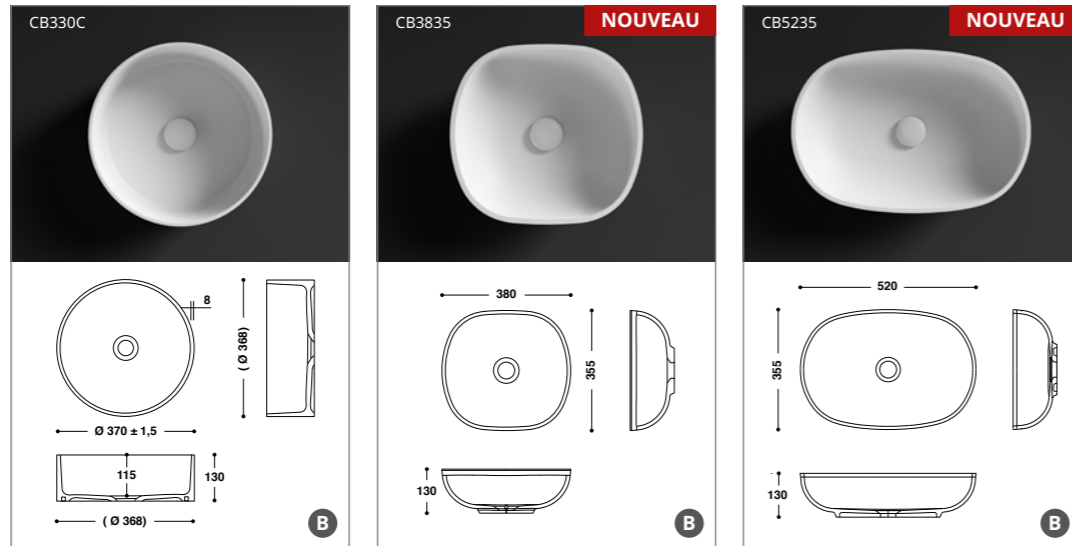 CB330C
8
( Ø 368)
Ø 370 ± 1,5
115
130
( Ø 368)
B
CB3835
NOUVEAU
380
355
130
B
CB5235
NOUVEAU
520
355
130
B